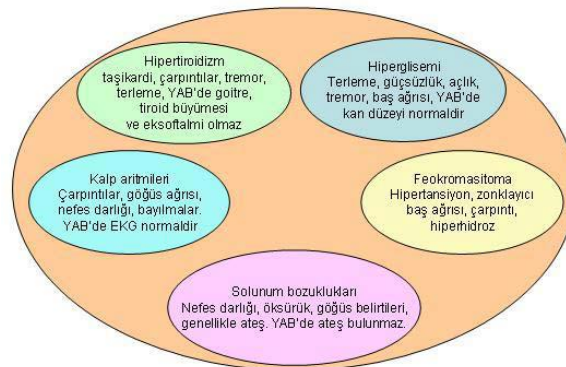 Hipertiroidizm
taşikardi, çarpıntılar, tremor,
terleme, YAB'de goitre,
tiroid büyümesi
ve eksoftalmi olmaz
Hiperglisemi
Terleme, güçsüzlük, açlık,
tremor, baş ağrısı, YAB'de
kan düzeyi normaldir
Kalp aritmileri
Çarpıntılar, göğüs ağrısı,
nefes darlığı, bayılmalar.
YAB'de EKG normaldir
Feokromasitoma
Hipertansiyon, zonklayıcı
baş ağrısı, çarpıntı,
hiperhidroz
Solunum bozuklukları
Nefes darlığı, öksürük, göğüs belirtileri,
genellikle ateş. YAB'de ateş bulunmaz.